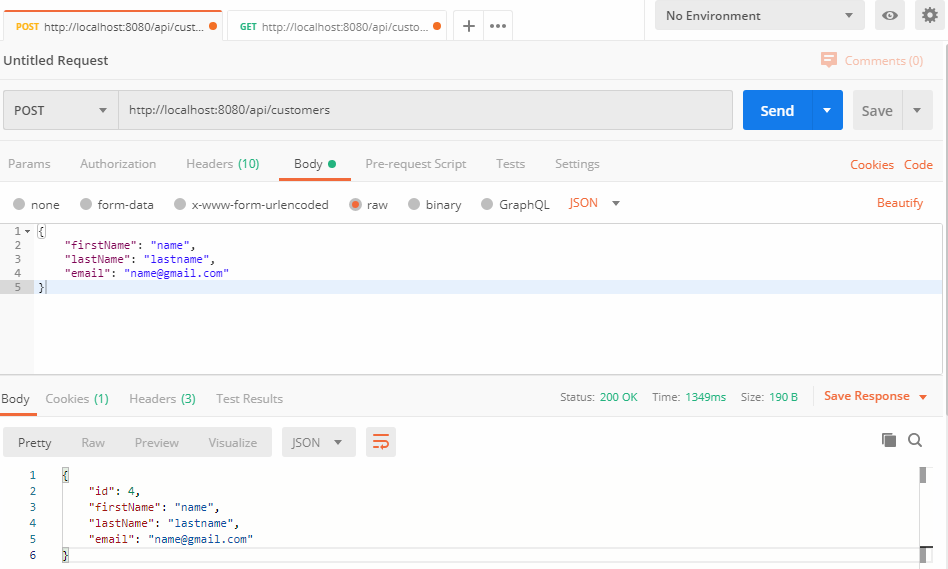 POST http://localhost:8080/api/cust... GET http://localhost:8080/api/custo... + ••• No Environment
Untitled Request Comments (0)
POST http://localhost:8080/api/customers Send Save
Params Authorization Headers (10) Body Pre-request Script Tests Settings Cookies Code
none form-data x-www-form-urlencoded raw binary GraphQL JSON Beautify
1 {
2 "firstName": "name",
3 "lastName": "lastname",
4 "email": "name@gmail.com"
5 }
Body Cookies (1) Headers (3) Test Results Status: 200 OK Time: 1349ms Size: 190 B Save Response
Pretty Raw Preview Visualize JSON
1 {
2 "id": 4,
3 "firstName": "name",
4 "lastName": "lastname",
5 "email": "name@gmail.com"
6 }